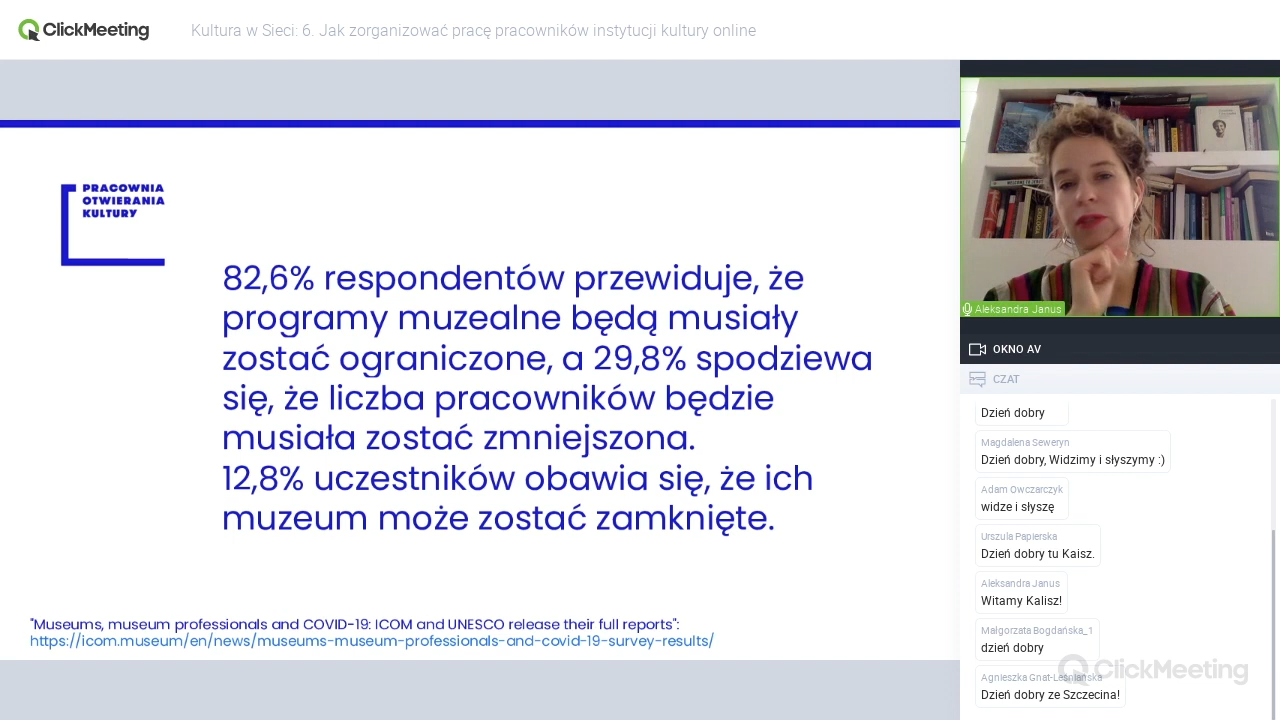 ClickMeeting
Kultura w Sieci: 6. Jak zorganizować pracę pracowników instytucji kultury online
PRACOWNIA
OTWIERANIA
KULTURY
82,6% respondentów przewiduje, że
programy muzealne będą musiały
zostać ograniczone, a 29,8% spodziewa
się, że liczba pracowników będzie
musiała zostać zmniejszona.
12,8% uczestników obawia się, że ich
muzeum może zostać zamknięte.
"Museums, museum professionals and COVID-19: ICOM and UNESCO release their full reports":
https://icom.museum/en/news/museums-museum-professionals-and-covid-19-survey-results/
Aleksandra Janus
OKNO AV
CZAT
Dzień dobry
Magdalena Seweryn
Dzień dobry, Widzimy i słyszymy :)
Adam Owczarczyk
widze i słyszę
Urszula Papierska
Dzień dobry tu Kaisz.
Aleksandra Janus
Witamy Kalisz!
Małgorzata Bogdańska_1
dzień dobry
Agnieszka Gnat-Leśniańska
Dzień dobry ze Szczecina!
ClickMeeting